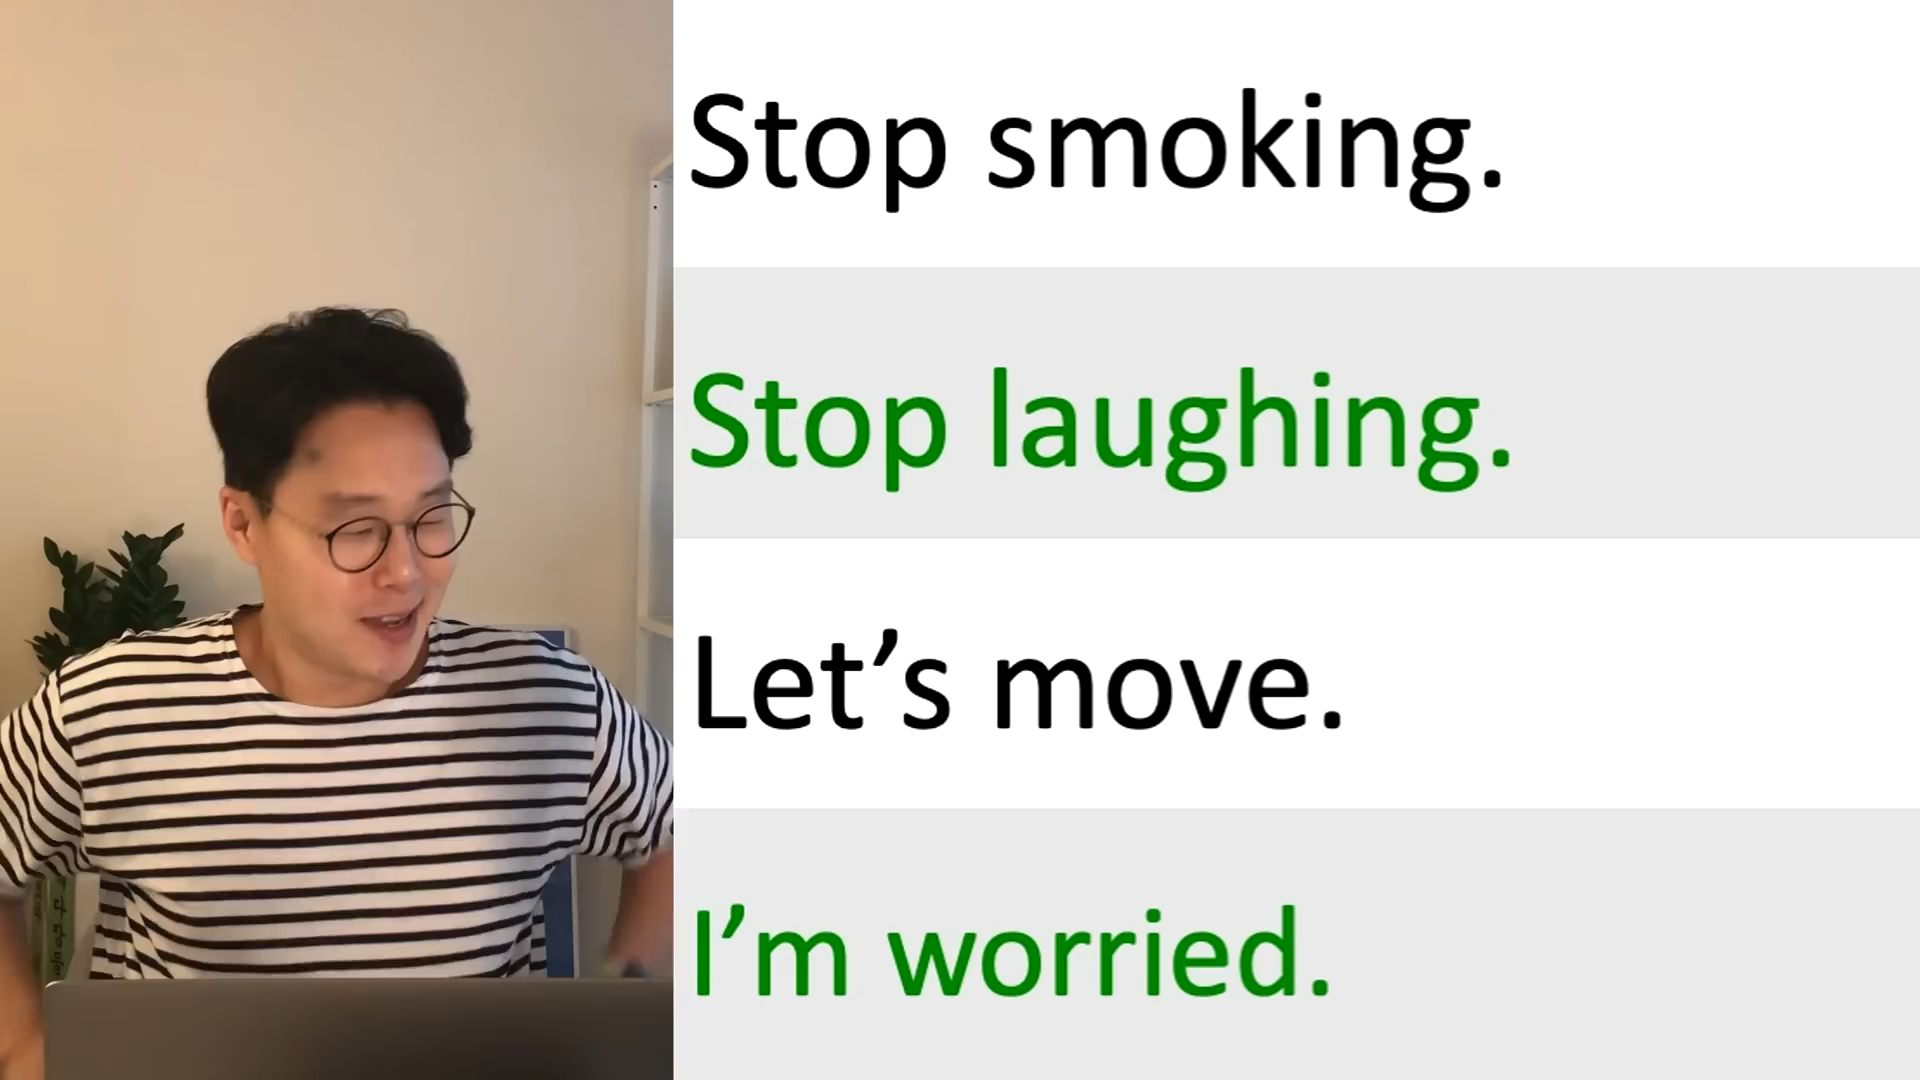 Stop smoking.
Stop laughing.
Let’s move.
I’m worried.